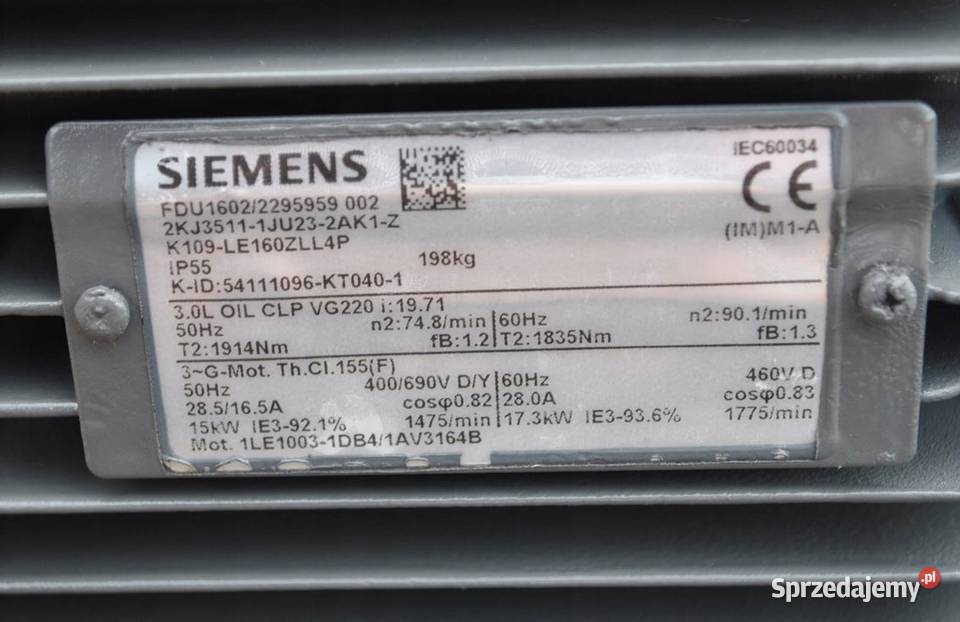 SIEMENS
IEC60034
CE
FDU1602/2295959 002
2KJ3511-1JU23-2AK1-Z
(IM)M1-A
K109-LE160ZLL4P
IP55 198kg
K-ID:54111096-KT040-1
3.0L OIL CLP VG220 i:19.71
50Hz n2:74.8/min 60Hz n2:90.1/min
T2:1914Nm fB:1.2 T2:1835Nm fB:1.3
3~G-Mot. Th.Cl.155(F)
50Hz 400/690V D/Y 60Hz 460V D
28.5/16.5A cosφ0.82 28.0A cosφ0.83
15kW IE3-92.1% 1475/min 17.3kW IE3-93.6% 1775/min
Mot. 1LE1003-1DB4/1AV3164B
Sprzedajemy.pl